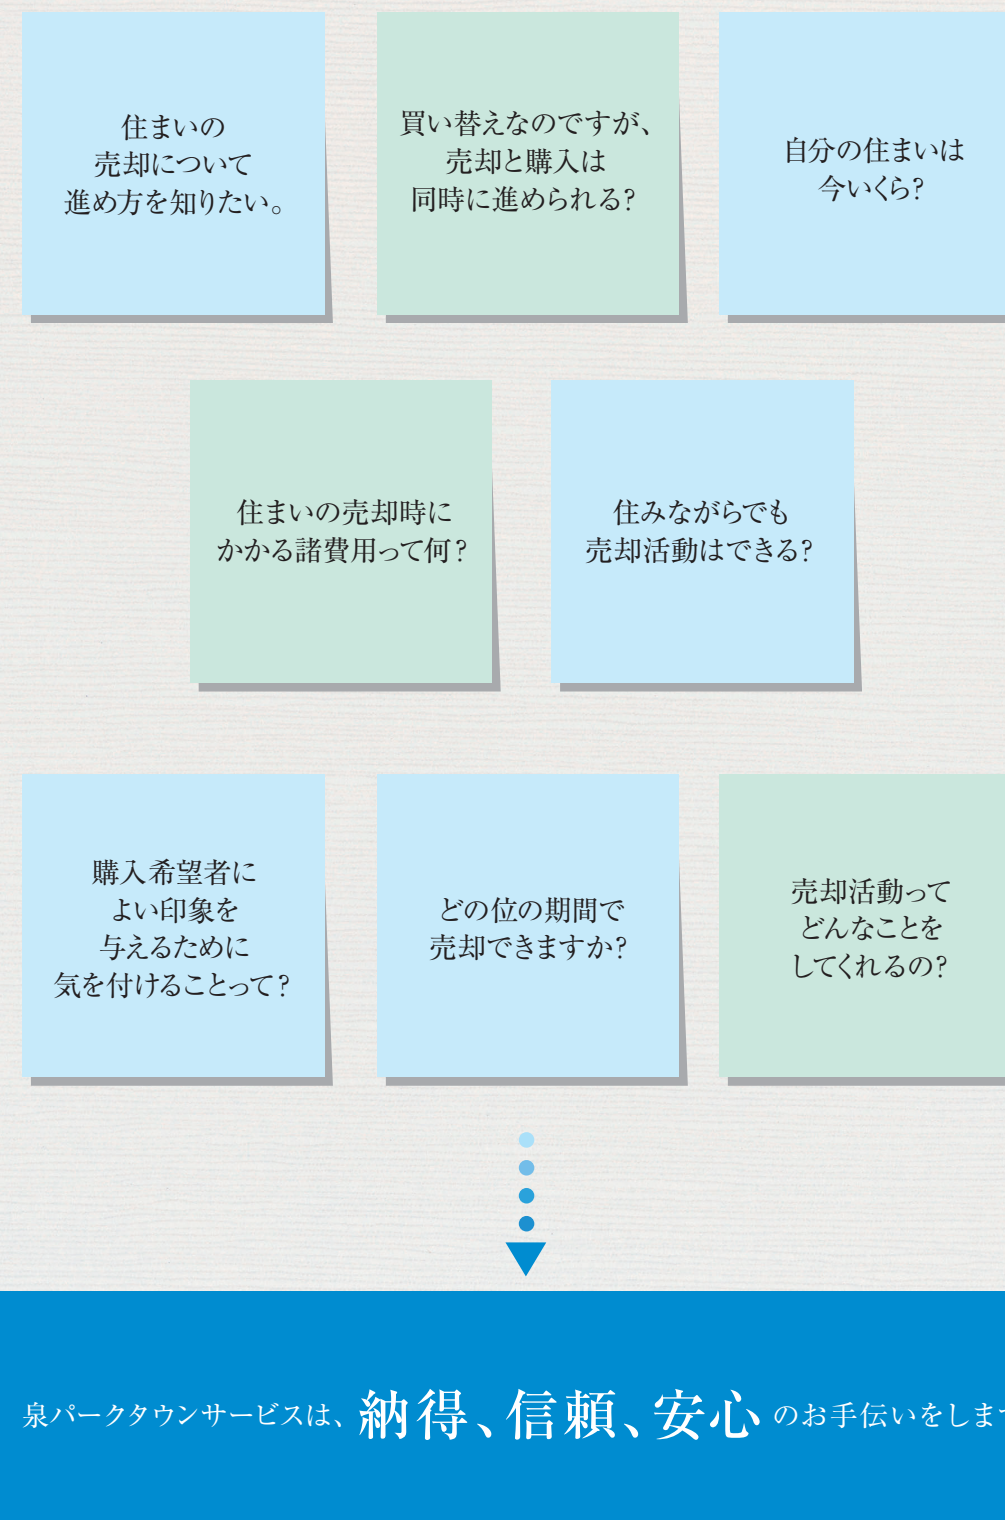 住まいの
売却について
進め方を知りたい。
買い替えなのですが、
売却と購入は
同時に進められる?
自分の住まいは
今いくら?
住まいの売却時に
かかる諸費用って何?
住みながらでも
売却活動はできる?
購入希望者に
よい印象を
与えるために
気を付けることって?
どの位の期間で
売却できますか?
売却活動って
どんなことを
してくれるの?
泉パークタウンサービスは、納得、信頼、安心のお手伝いをしま